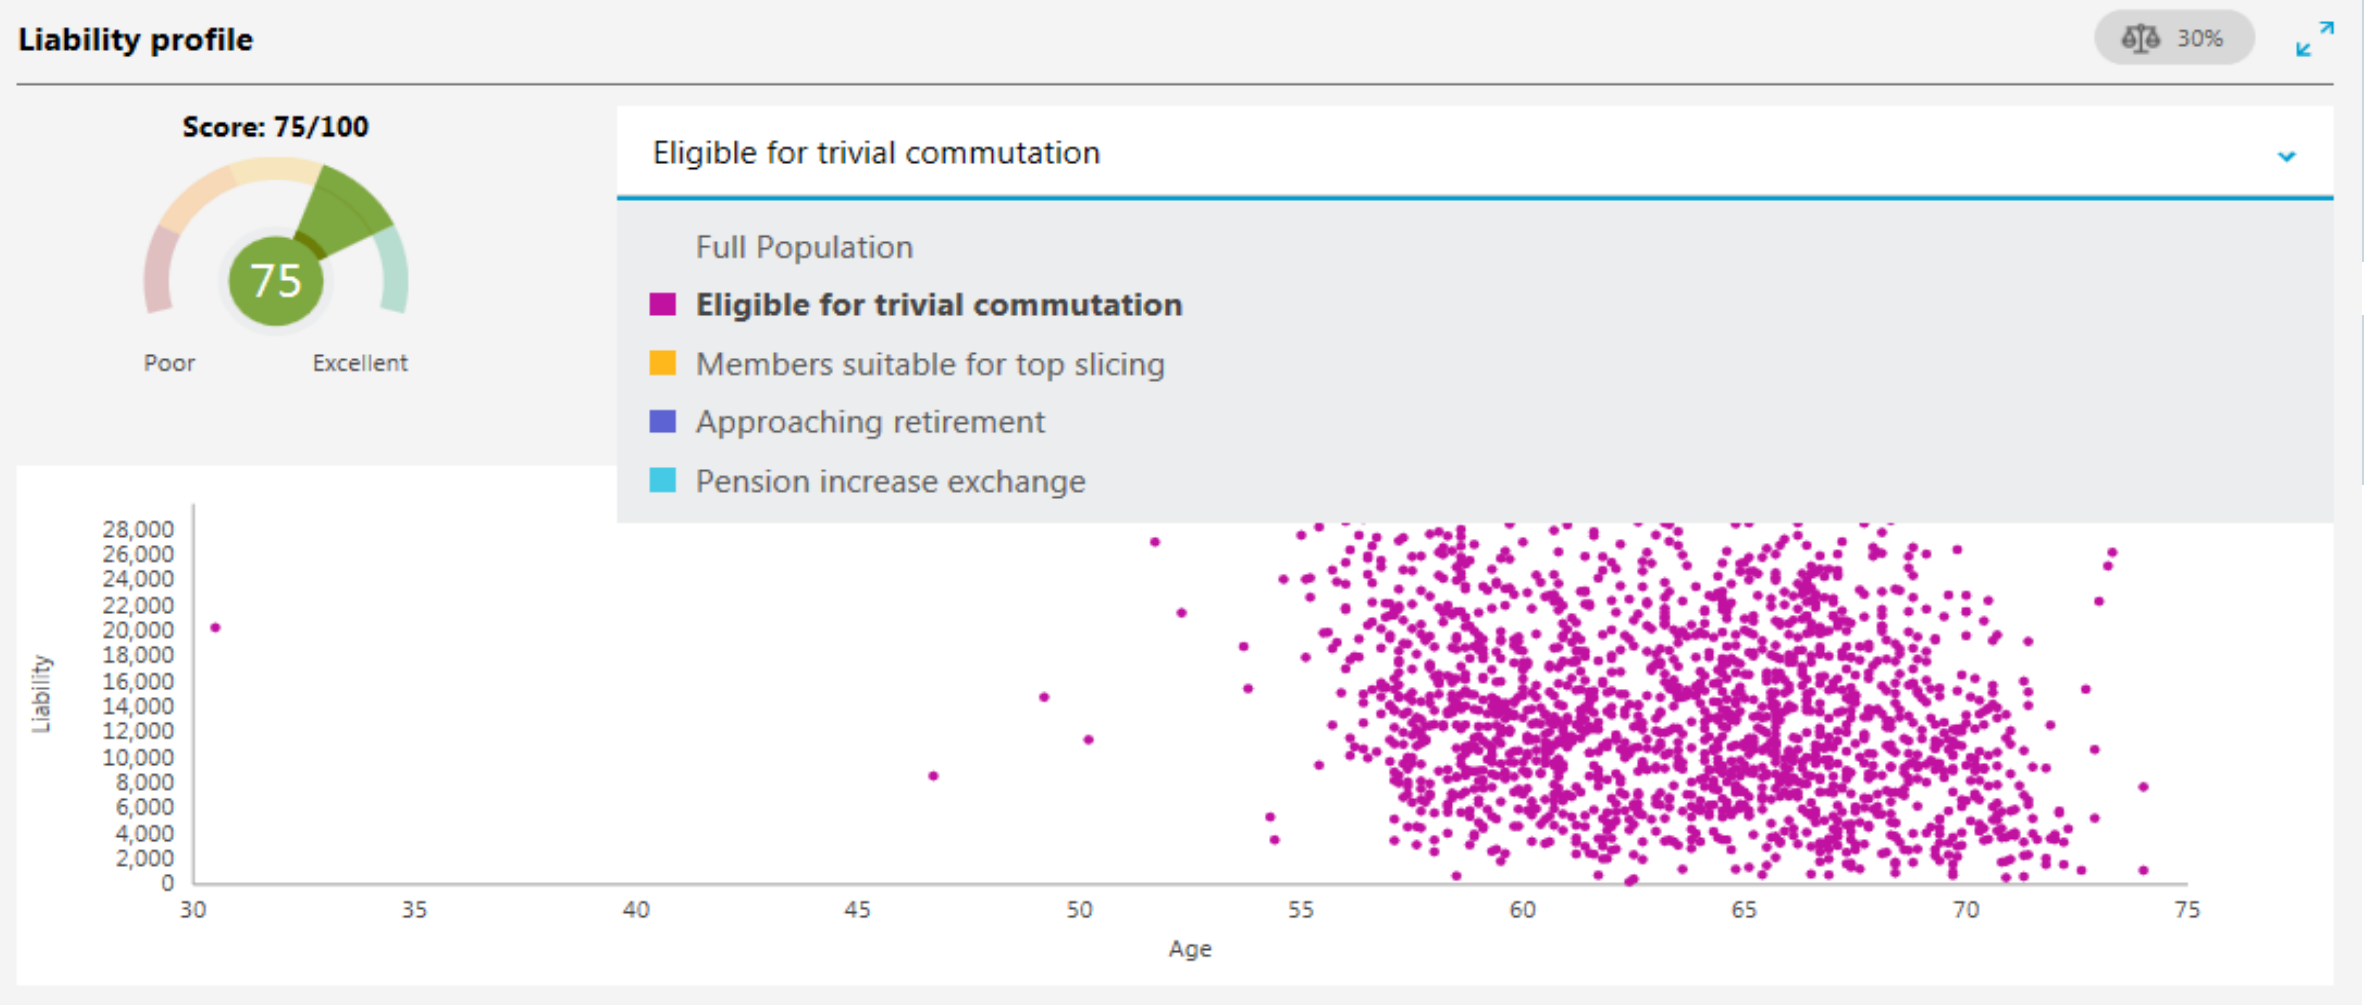 Liability profile
30%
Score: 75/100
75
Poor
Excellent
Eligible for trivial commutation
Full Population
Eligible for trivial commutation
Members suitable for top slicing
Approaching retirement
Pension increase exchange
28,000
26,000
24,000
22,000
20,000
18,000
16,000
14,000
12,000
10,000
8,000
6,000
4,000
2,000
0
Liability
30 35 40 45 50 55 60 65 70 75
Age